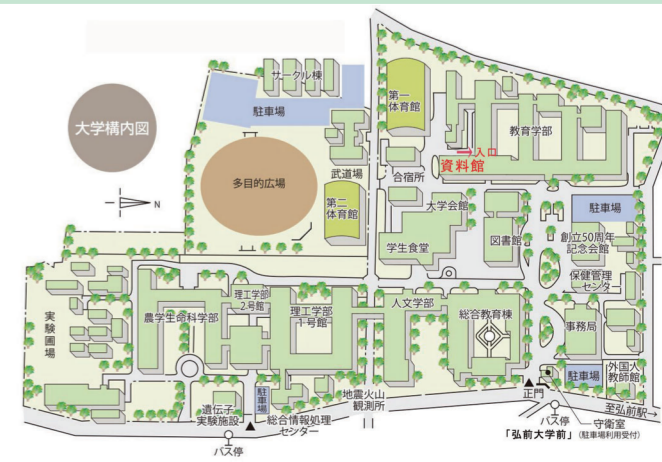 サークル棟
駐車場
大学構内図
N
多目的広場
武道場
第二
体育館
第一
体育館
合宿所
教育学部
入口
資料館
大学会館
学生食堂
図書館
駐車場
創立50周年
記念会館
保健管理
センター
事務局
外国人
教師館
駐車場
実験圃場
農学生命科学部
理工学部
2号館
理工学部
1号館
人文学部
総合教育棟
遺伝子
実験施設
駐車場
総合情報処理
センター
地震火山
観測所
正門
至弘前駅→
守衛室
(駐車場利用受付)
バス停
「弘前大学前」
バス停